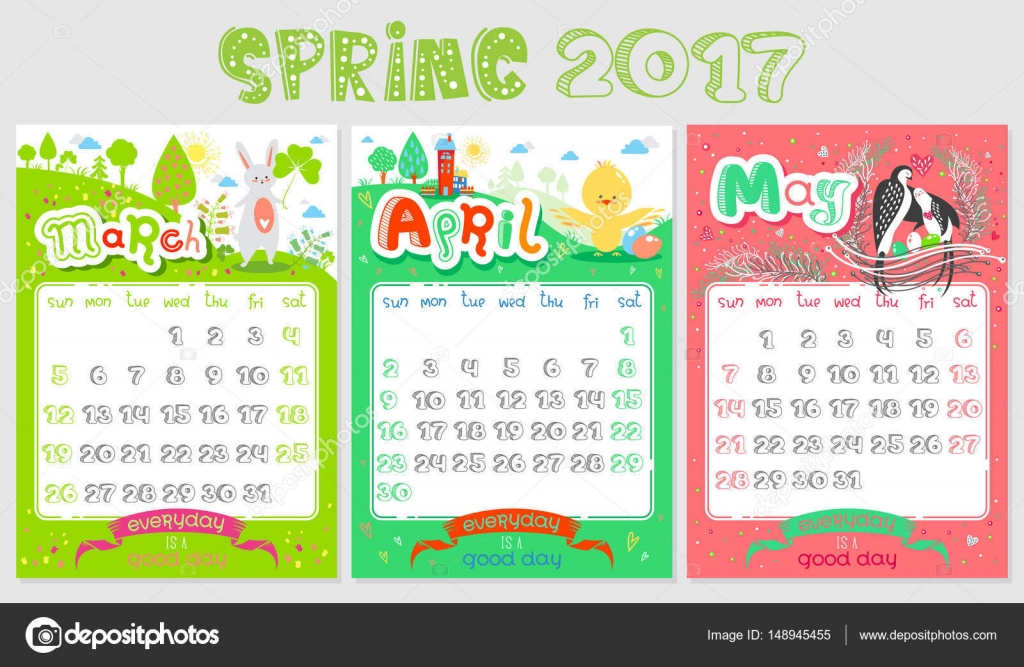 SPRING 2017
March
sun mon tue wed thu fri sat
1 2 3 4
5 6 7 8 9 10 11
12 13 14 15 16 17 18
19 20 21 22 23 24 25
26 27 28 29 30 31
everyday
is a
good day
April
sun mon tue wed thu fri sat
1
2 3 4 5 6 7 8
9 10 11 12 13 14 15
16 17 18 19 20 21 22
23 24 25 26 27 28 29
30
everyday
is a
good day
May
sun mon tue wed thu fri sat
1 2 3 4 5 6
7 8 9 10 11 12 13
14 15 16 17 18 19 20
21 22 23 24 25 26 27
28 29 30 31
everyday
is a
good day
depositphotos
Image ID: 148945455 www.depositphotos.com